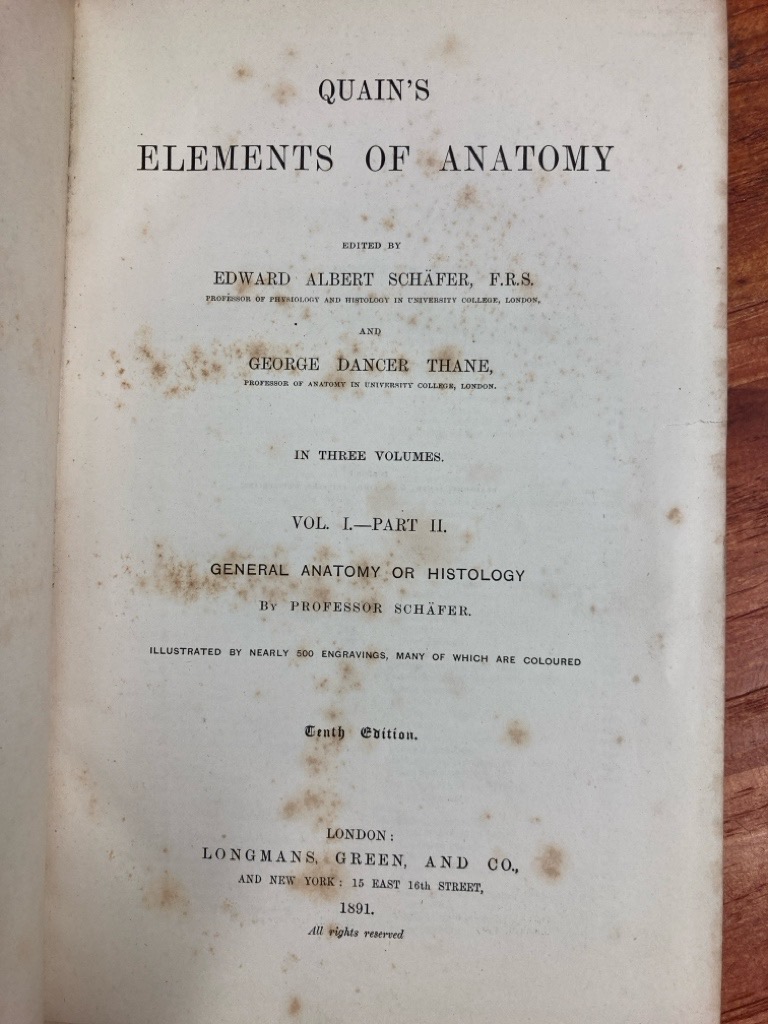 QUAIN'S
ELEMENTS OF ANATOMY
EDITED BY
EDWARD ALBERT SCHÄFER, F.R.S.
PROFESSOR OF PHYSIOLOGY AND HISTOLOGY IN UNIVERSITY COLLEGE, LONDON,
AND
GEORGE DANCER THANE,
PROFESSOR OF ANATOMY IN UNIVERSITY COLLEGE, LONDON.
IN THREE VOLUMES.
VOL. I.—PART II.
GENERAL ANATOMY OR HISTOLOGY
BY PROFESSOR SCHÄFER.
ILLUSTRATED BY NEARLY 500 ENGRAVINGS, MANY OF WHICH ARE COLOURED
Tenth Edition.
LONDON:
LONGMANS, GREEN, AND CO.,
AND NEW YORK: 15 EAST 16th STREET,
1891.
All rights reserved